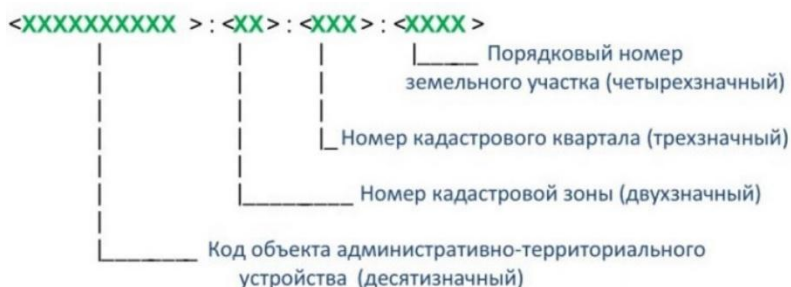 <XXXXXXXXXX > : <XX> : <XXX> : <XXXX >
Порядковый номер
земельного участка (четырехзначный)
Номер кадастрового квартала (трехзначный)
Номер кадастровой зоны (двухзначный)
Код объекта административно-территориального
устройства (десятизначный)